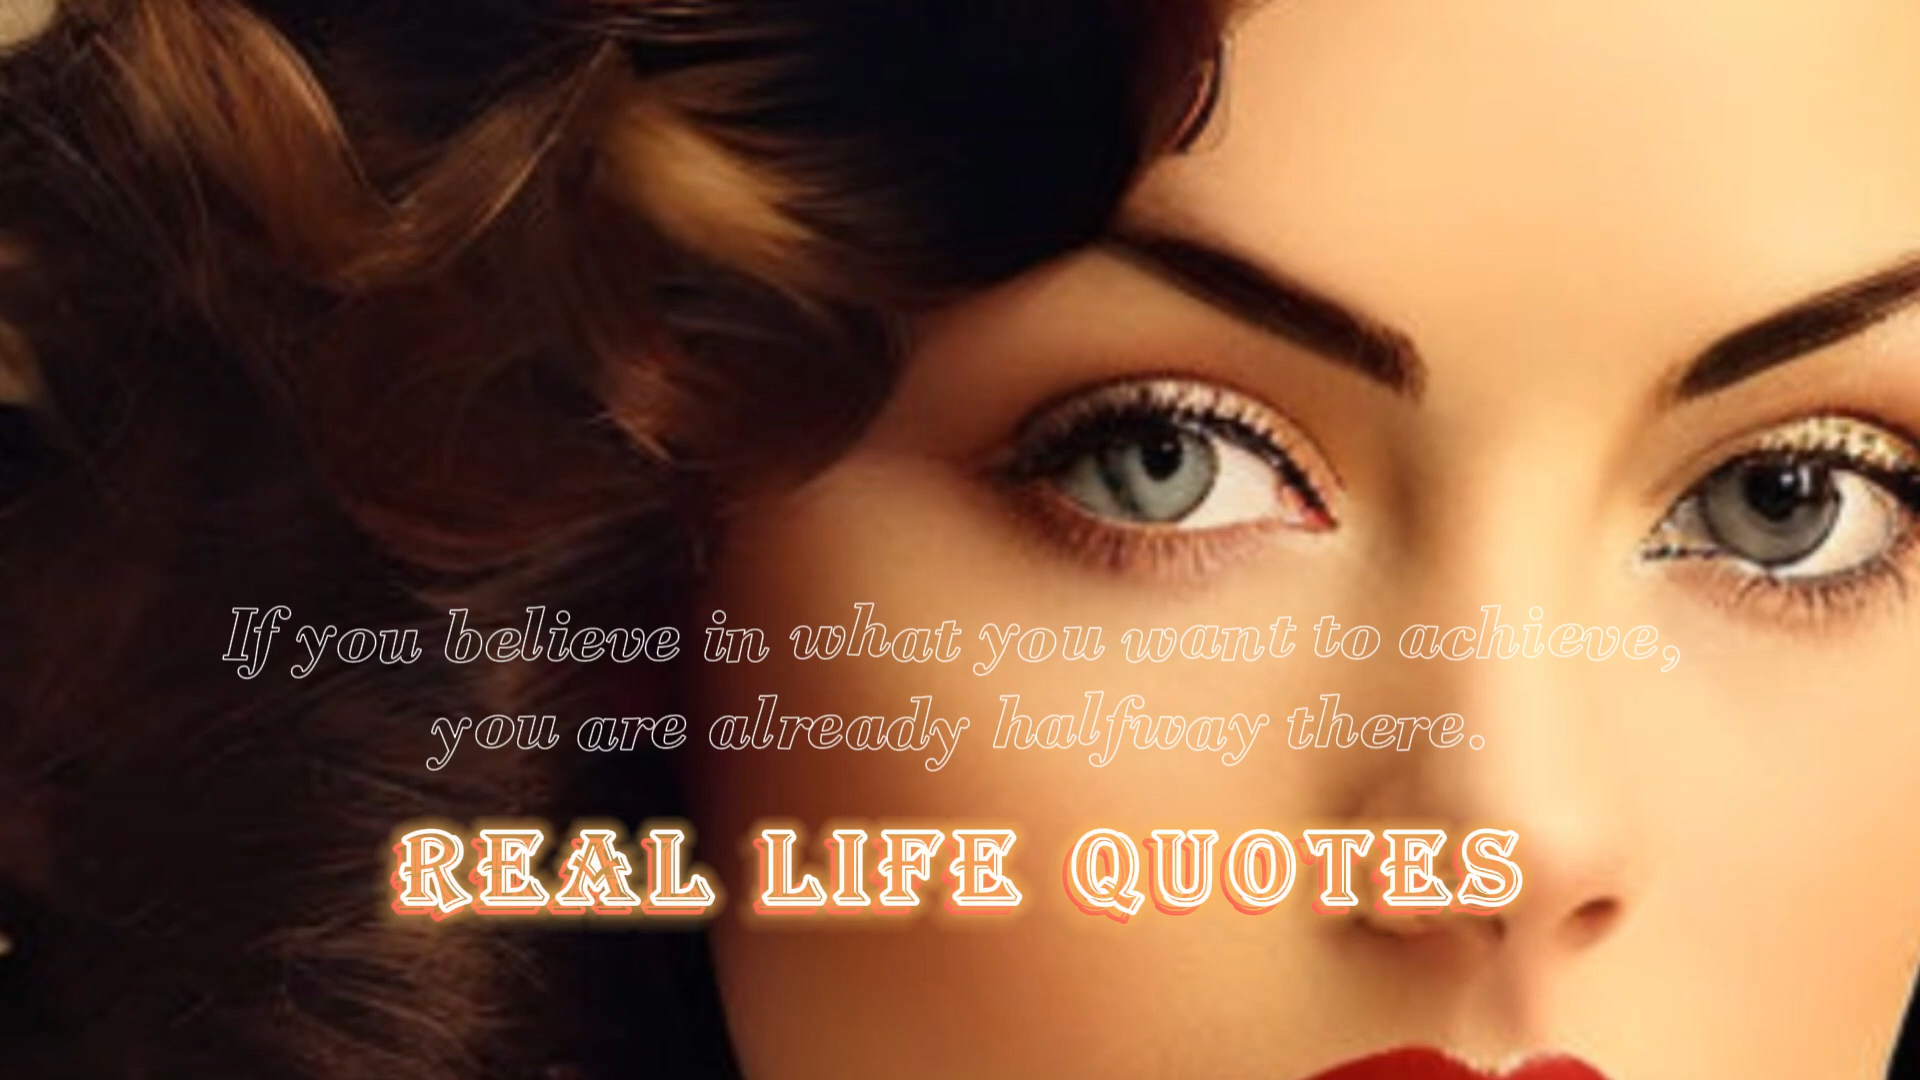 If you believe in what you want to achieve,
you are already halfway there.
REAL LIFE QUOTES